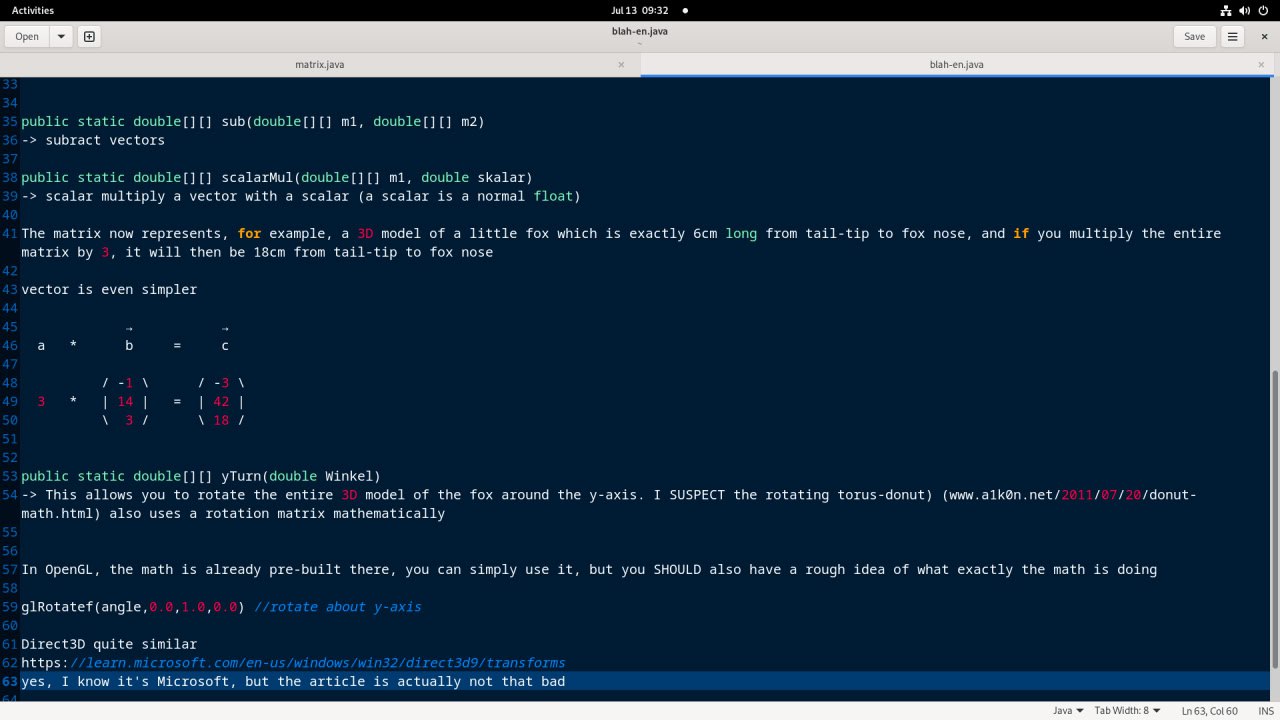 Activities
Jul 13 09:32
Open
blah-en.java
~
Save
matrix.java
blah-en.java
33
34
35 public static double[][] sub(double[][] m1, double[][] m2)
36 -> subract vectors
37
38 public static double[][] scalarMul(double[][] m1, double skalar)
39 -> scalar multiply a vector with a scalar (a scalar is a normal float)
40
41 The matrix now represents, for example, a 3D model of a little fox which is exactly 6cm long from tail-tip to fox nose, and if you multiply the entire
matrix by 3, it will then be 18cm from tail-tip to fox nose
42
43 vector is even simpler
44
45 → →
46 a * b = c
47
48 / -1 \ / -3 \
49 3 * | 14 | = | 42 |
50 \ 3 / \ 18 /
51
52
53 public static double[][] yTurn(double Winkel)
54 -> This allows you to rotate the entire 3D model of the fox around the y-axis. I SUSPECT the rotating torus-donut) (www.a1k0n.net/2011/07/20/donut-
math.html) also uses a rotation matrix mathematically
55
56
57 In OpenGL, the math is already pre-built there, you can simply use it, but you SHOULD also have a rough idea of what exactly the math is doing
58
59 glRotatef(angle,0.0,1.0,0.0) //rotate about y-axis
60
61 Direct3D quite similar
62 https://learn.microsoft.com/en-us/windows/win32/direct3d9/transforms
63 yes, I know it's Microsoft, but the article is actually not that bad
64
Java Tab Width: 8 Ln 63, Col 60 INS